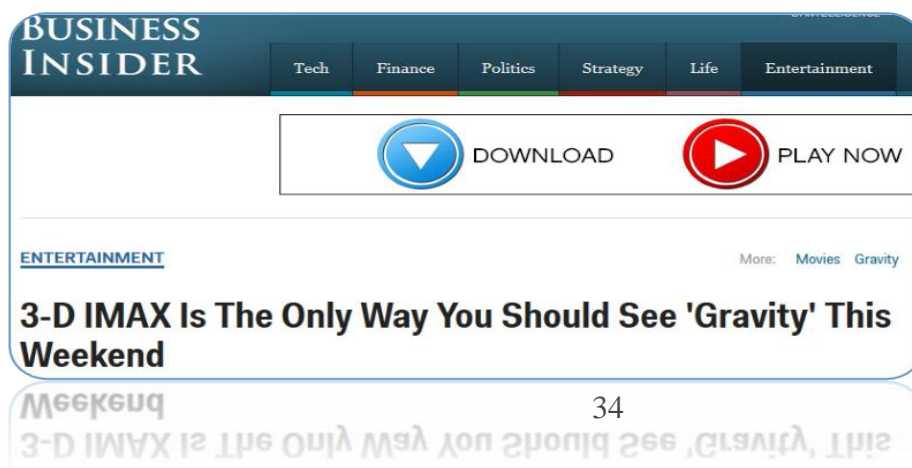 BUSINESS
INSIDER
Tech Finance Politics Strategy Life Entertainment
DOWNLOAD PLAY NOW
ENTERTAINMENT
More: Movies Gravity
3-D IMAX Is The Only Way You Should See 'Gravity' This
Weekend
34